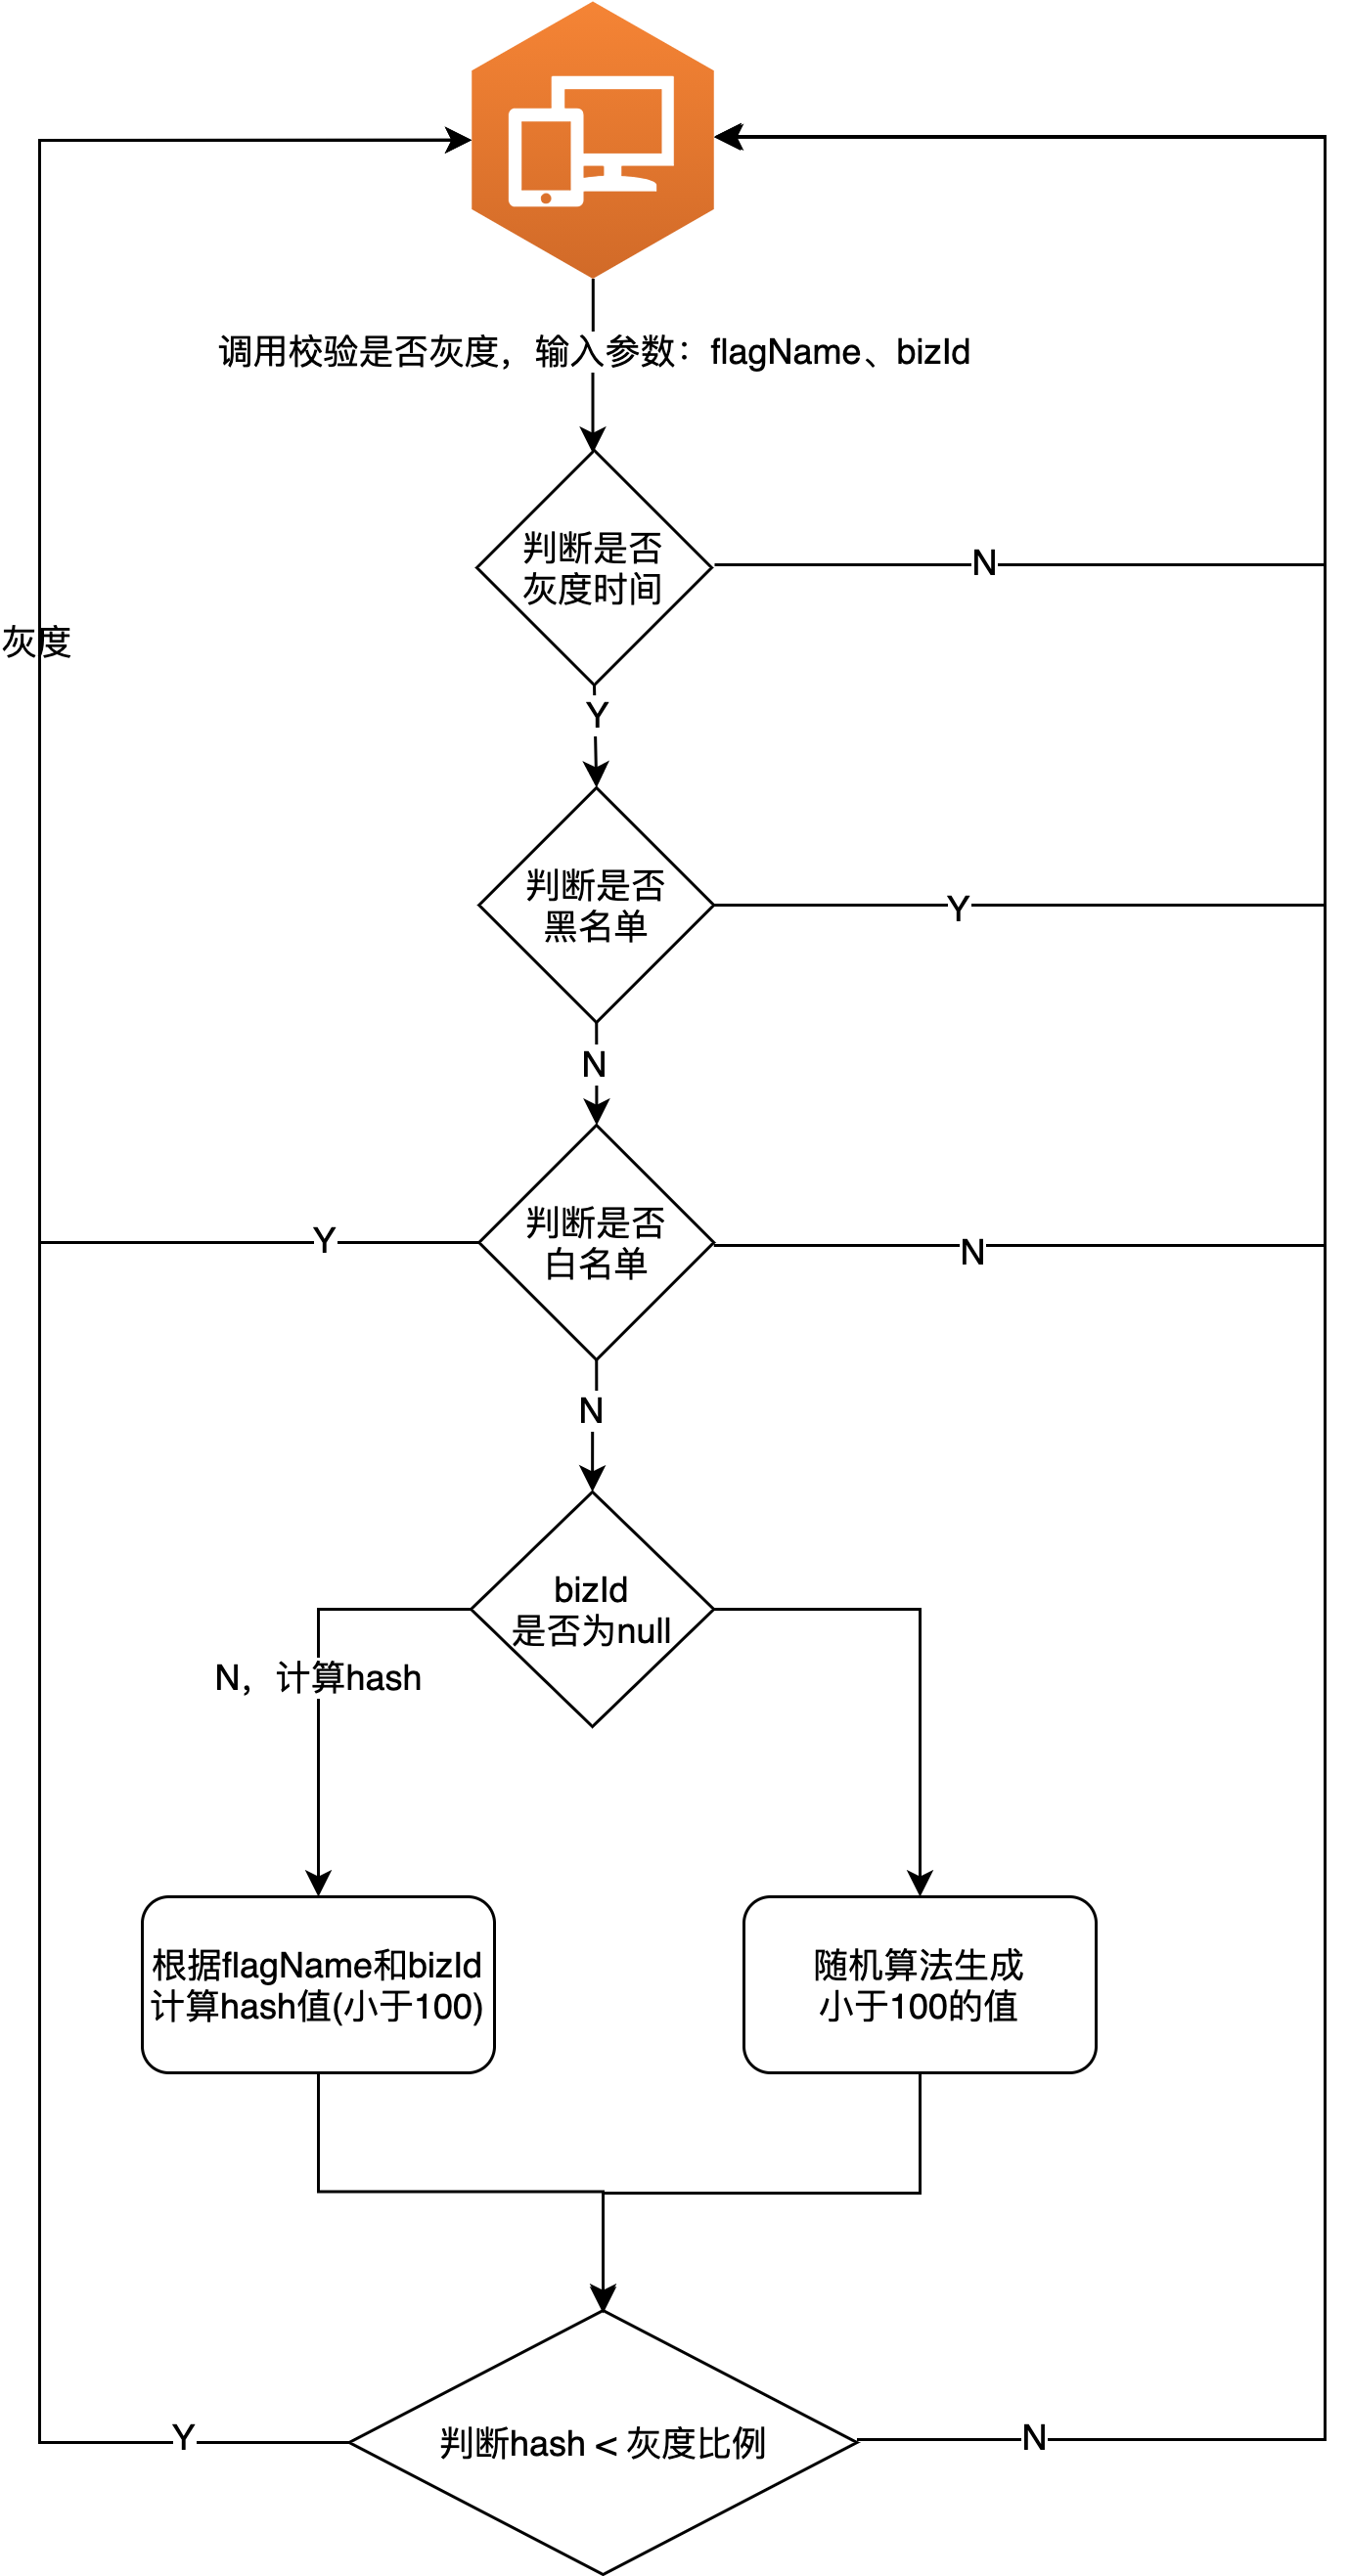 调用校验是否灰度，输入参数：flagName、bizId
判断是否
灰度时间
N
灰度
Y
判断是否
黑名单
Y
N
判断是否
白名单
Y
N
N
bizId
是否为null
N，计算hash
根据flagName和bizId
计算hash值(小于100)
随机算法生成
小于100的值
判断hash < 灰度比例
Y
N